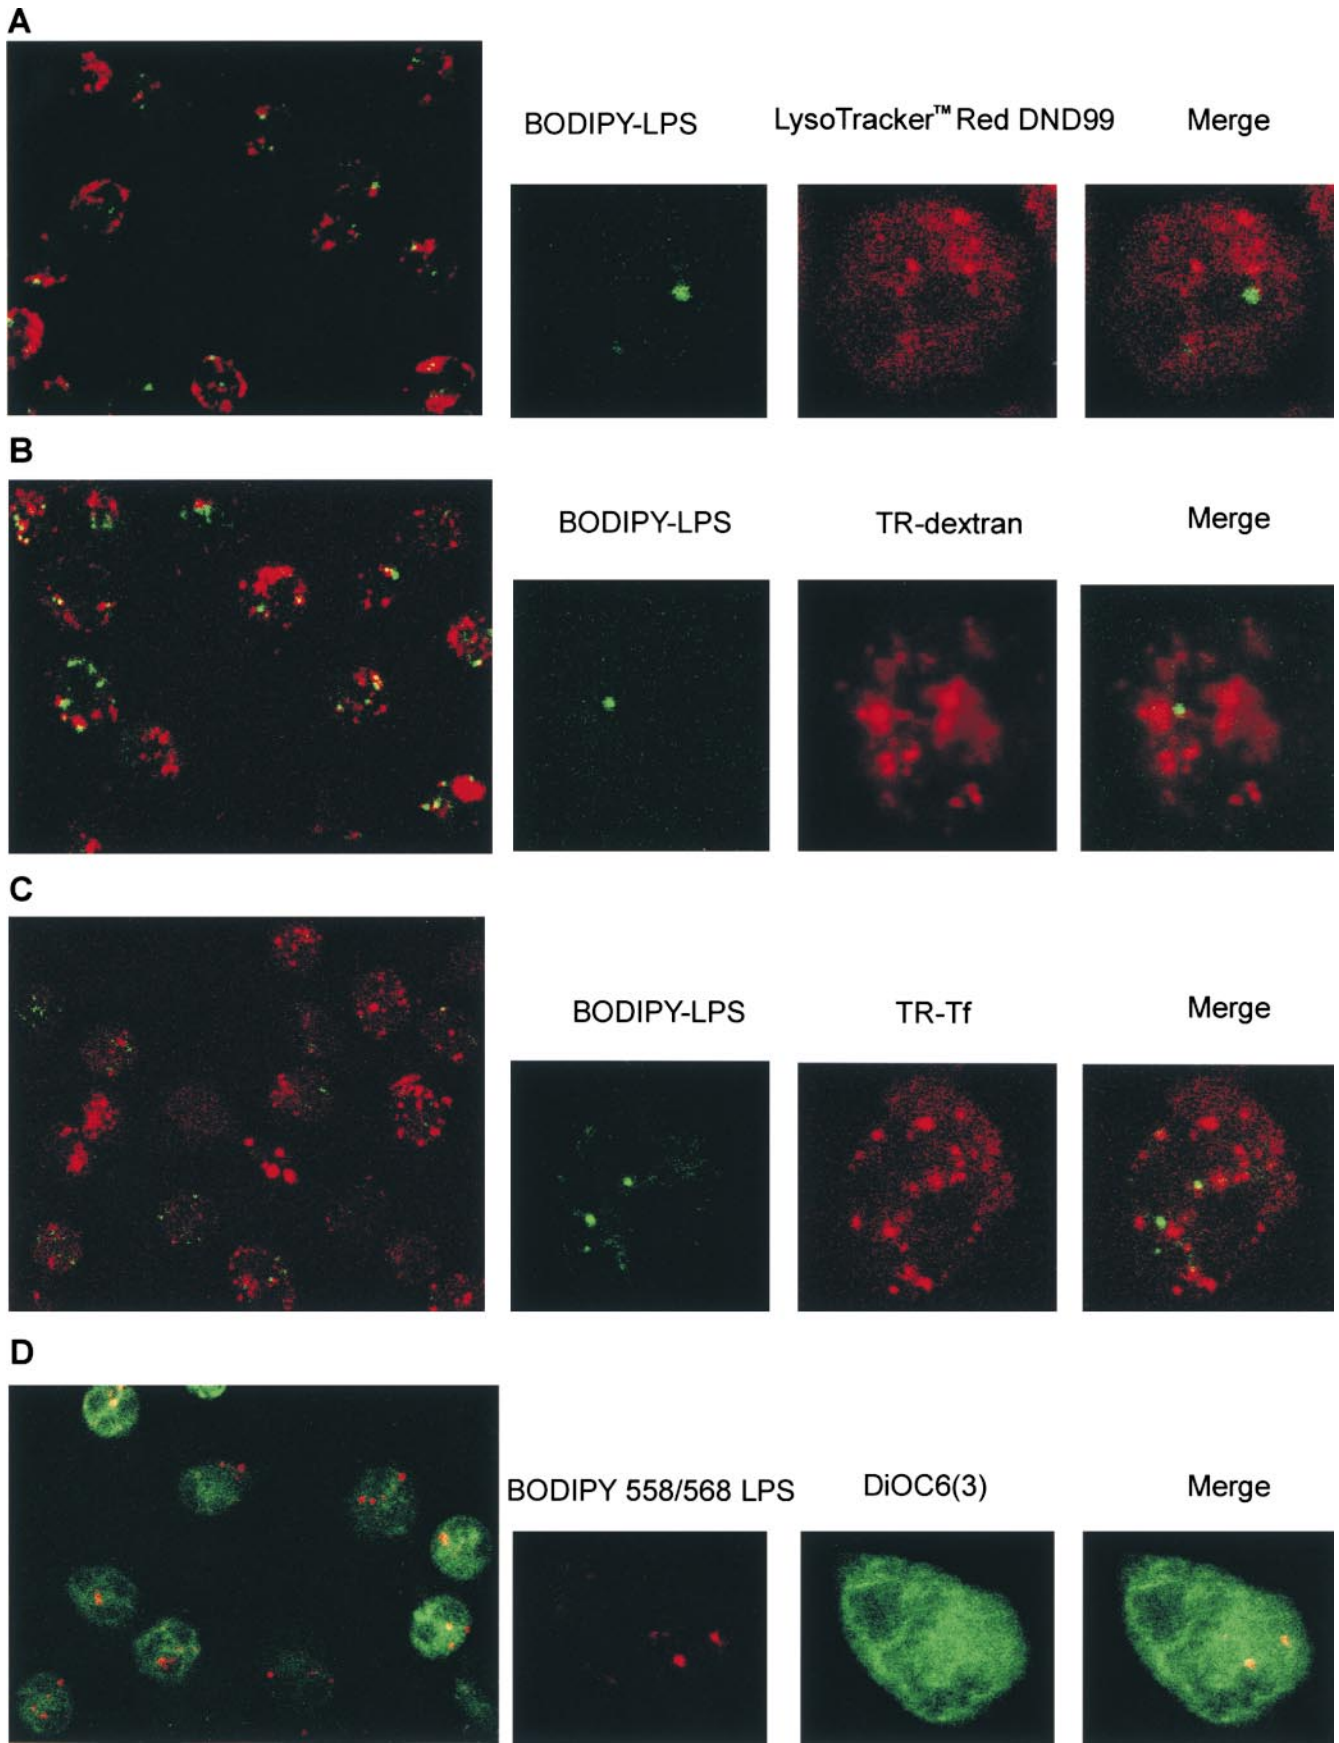 A
BODIPY-LPS LysoTracker™ Red DND99 Merge
B
BODIPY-LPS TR-dextran Merge
C
BODIPY-LPS TR-Tf Merge
D
BODIPY 558/568 LPS DiOC6(3) Merge